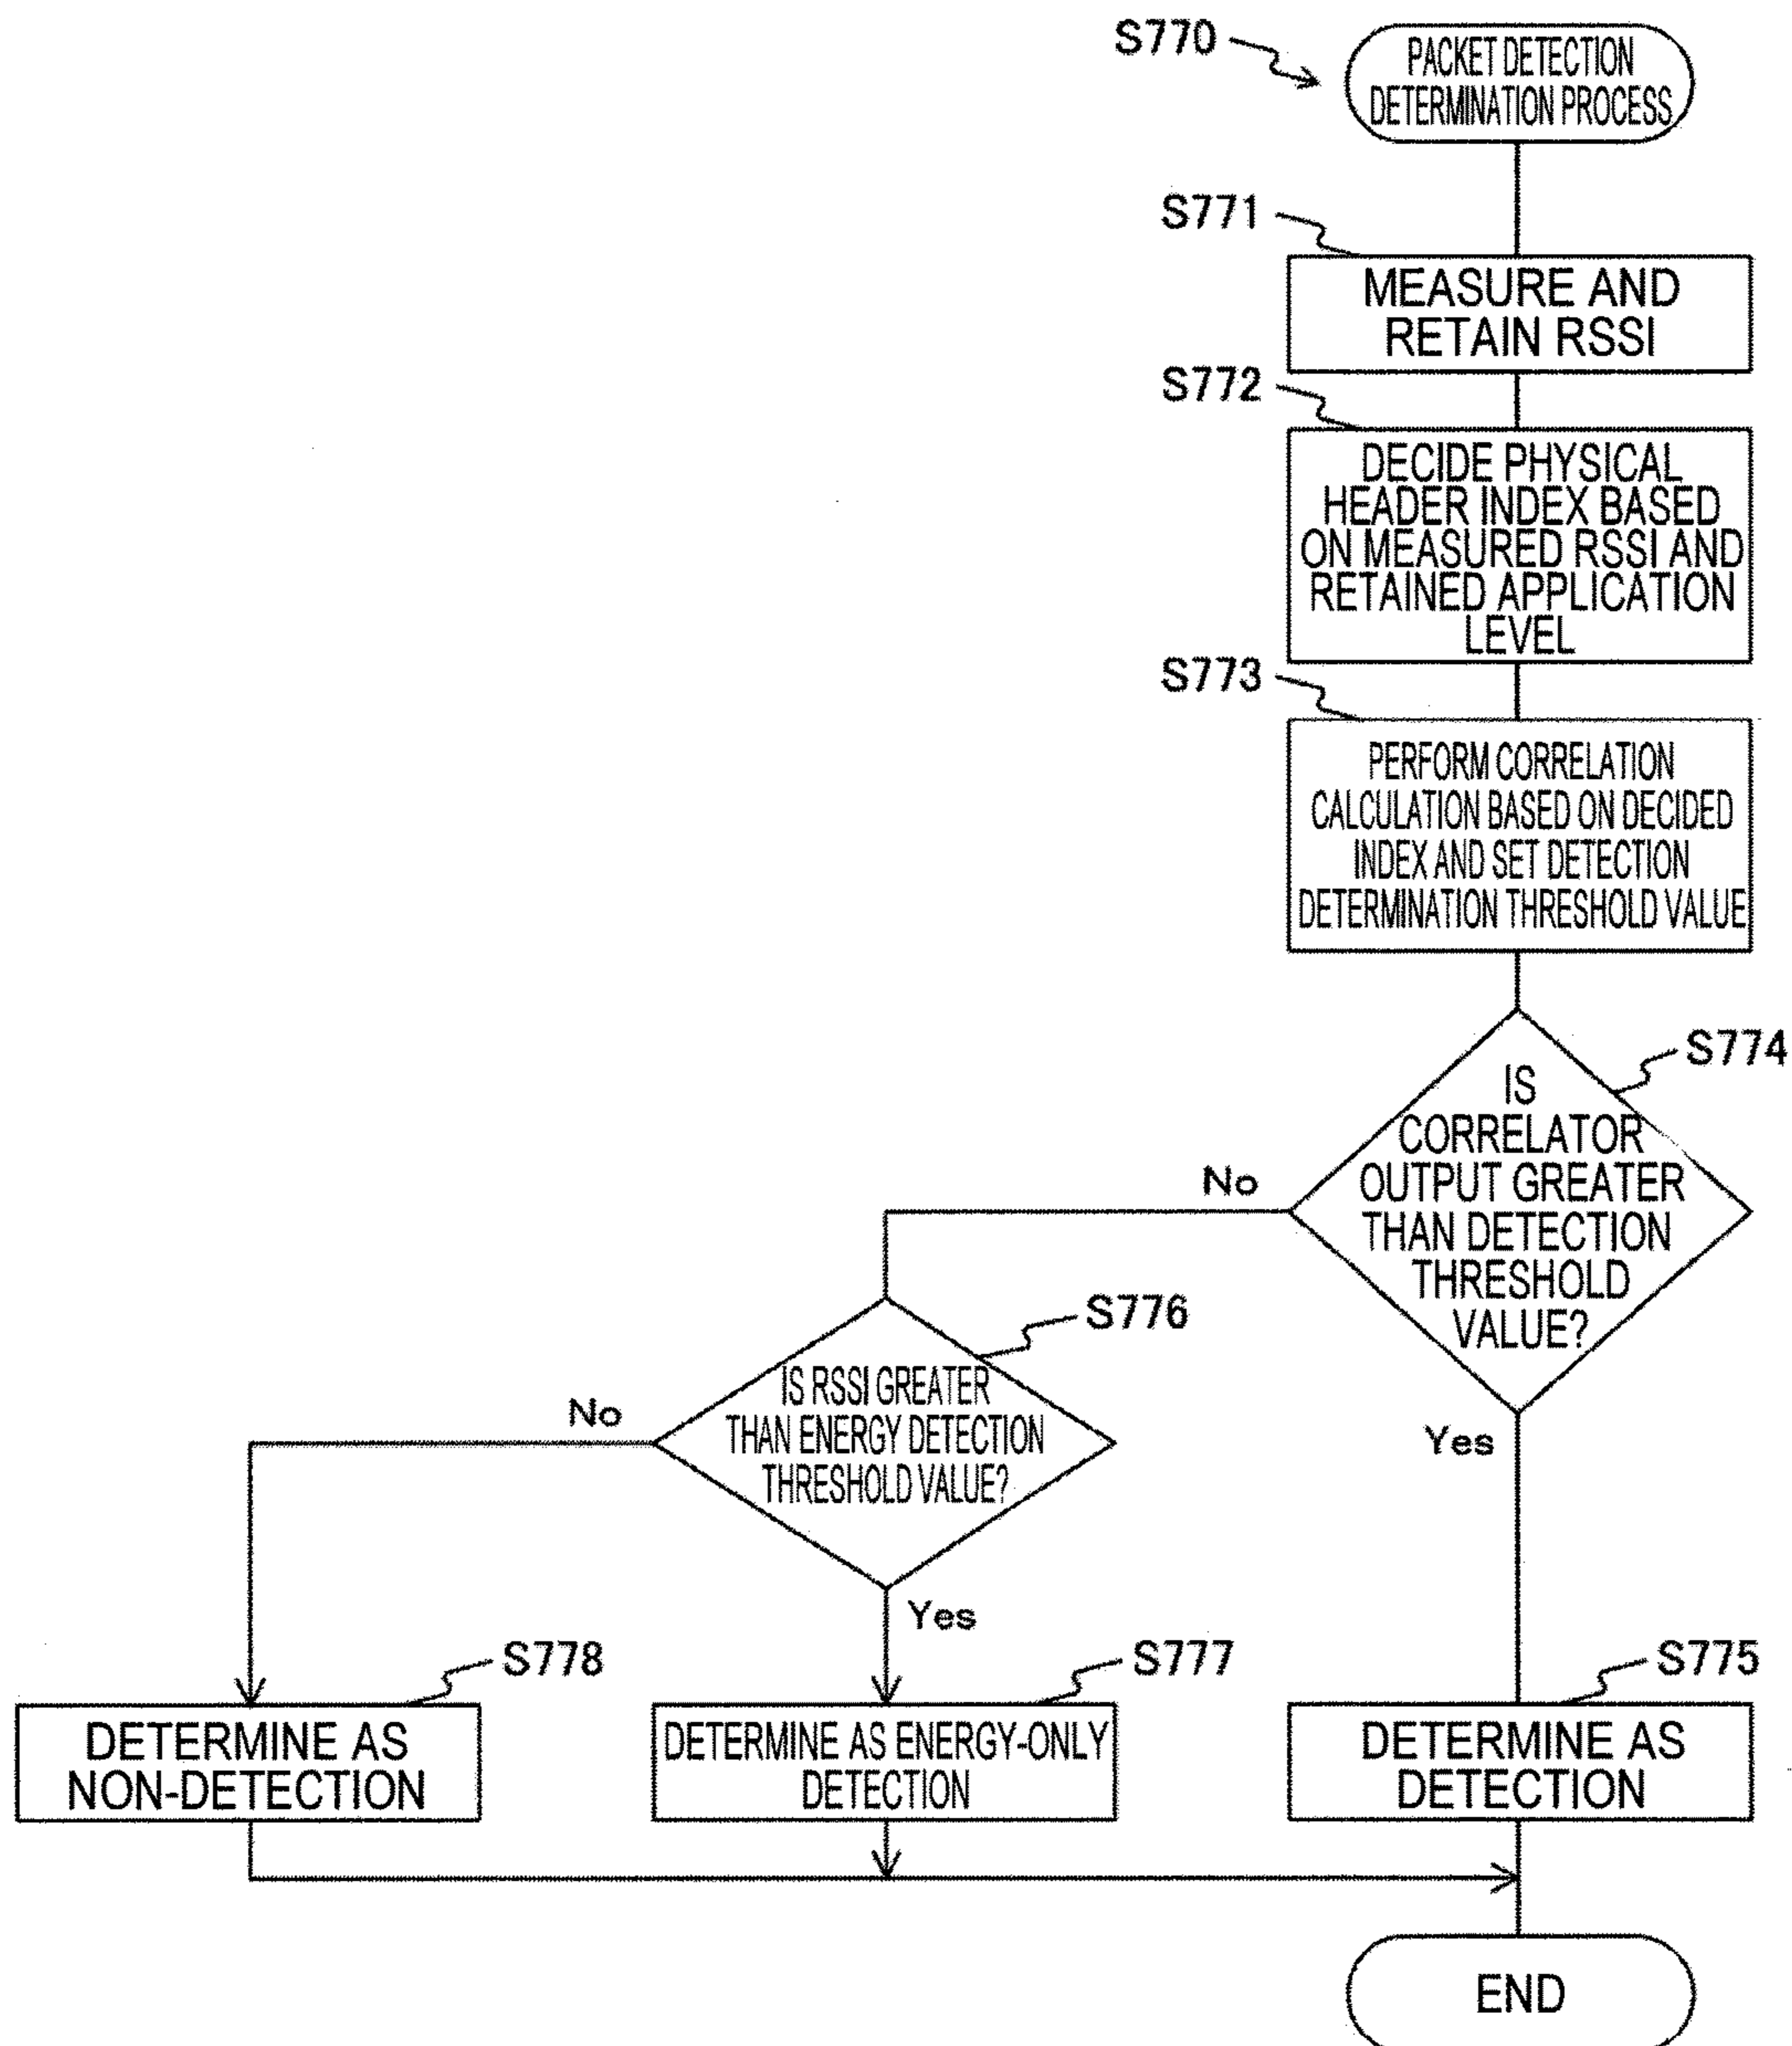 S770
PACKET DETECTION
DETERMINATION PROCESS
S771
MEASURE AND
RETAIN RSSI
S772
DECIDE PHYSICAL
HEADER INDEX BASED
ON MEASURED RSSI AND
RETAINED APPLICATION
LEVEL
S773
PERFORM CORRELATION
CALCULATION BASED ON DECIDED
INDEX AND SET DETECTION
DETERMINATION THRESHOLD VALUE
S774
IS
CORRELATOR
OUTPUT GREATER
THAN DETECTION
THRESHOLD
VALUE?
No
Yes
S776
IS RSSI GREATER
THAN ENERGY DETECTION
THRESHOLD VALUE?
No
Yes
S778
DETERMINE AS
NON-DETECTION
S777
DETERMINE AS ENERGY-ONLY
DETECTION
S775
DETERMINE AS
DETECTION
END